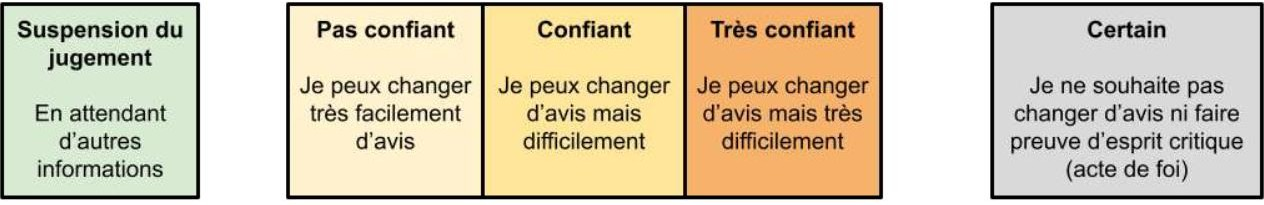 Suspension du
jugement
En attendant
d'autres
informations
Pas confiant
Je peux changer
très facilement
d'avis
Confiant
Je peux changer
d'avis mais
difficilement
Très confiant
Je peux changer
d'avis mais très
difficilement
Certain
Je ne souhaite pas
changer d'avis ni faire
preuve d'esprit critique
(acte de foi)